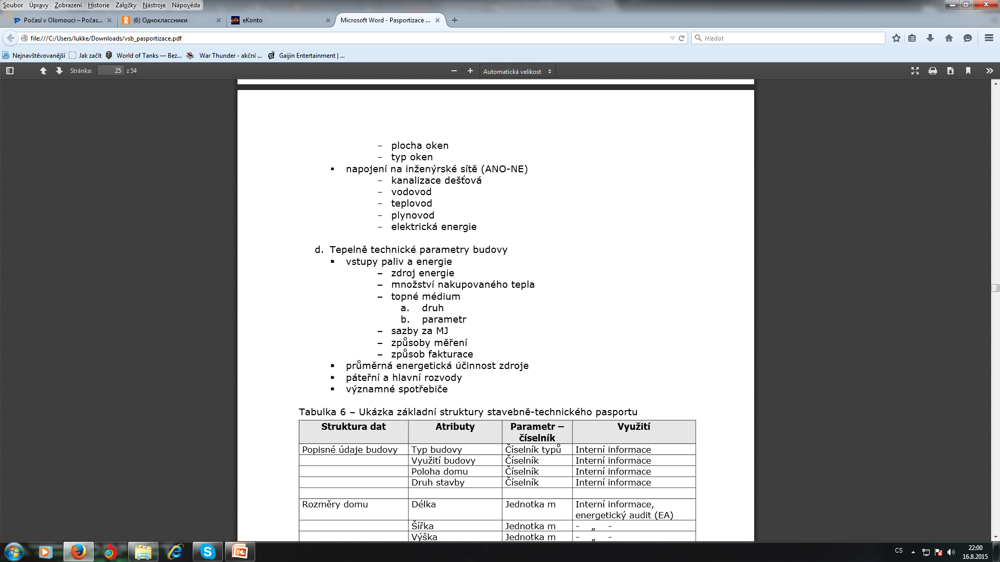 Soubor Úpravy Zobrazení Historie Záložky Nástroje Nápověda
Počasí v Olomouci – Počas... (6) Одноклассники eKonto Microsoft Word - Pasportizace ...
file:///C:/Users/lukke/Downloads/vsb_pasportizace.pdf Hledat
Nejnavštěvovanější Jak začít World of Tanks — Bez... War Thunder - akční ... Gaijin Entertainment | ...
Stránka: 25 z 54 Automatická velikost
– plocha oken
– typ oken
▪ napojení na inženýrské sítě (ANO-NE)
– kanalizace dešťová
– vodovod
– teplovod
– plynovod
– elektrická energie
d. Tepelně technické parametry budovy
▪ vstupy paliv a energie
– zdroj energie
– množství nakupovaného tepla
– topné médium
a. druh
b. parametr
– sazby za MJ
– způsoby měření
– způsob fakturace
▪ průměrná energetická účinnost zdroje
▪ páteřní a hlavní rozvody
▪ významné spotřebiče
Tabulka 6 – Ukázka základní struktury stavebně-technického pasportu
Struktura dat Atributy Parametr – číselník Využití
Popisné údaje budovy Typ budovy Číselník typů Interní informace
Využití budovy Číselník Interní informace
Poloha domu Číselník Interní informace
Druh stavby Číselník Interní informace
Rozměry domu Délka Jednotka m Interní informace,
energetický audit (EA)
Šířka Jednotka m - „ -
Výška Jednotka m - „ -
CS 22:00
16.8.2015